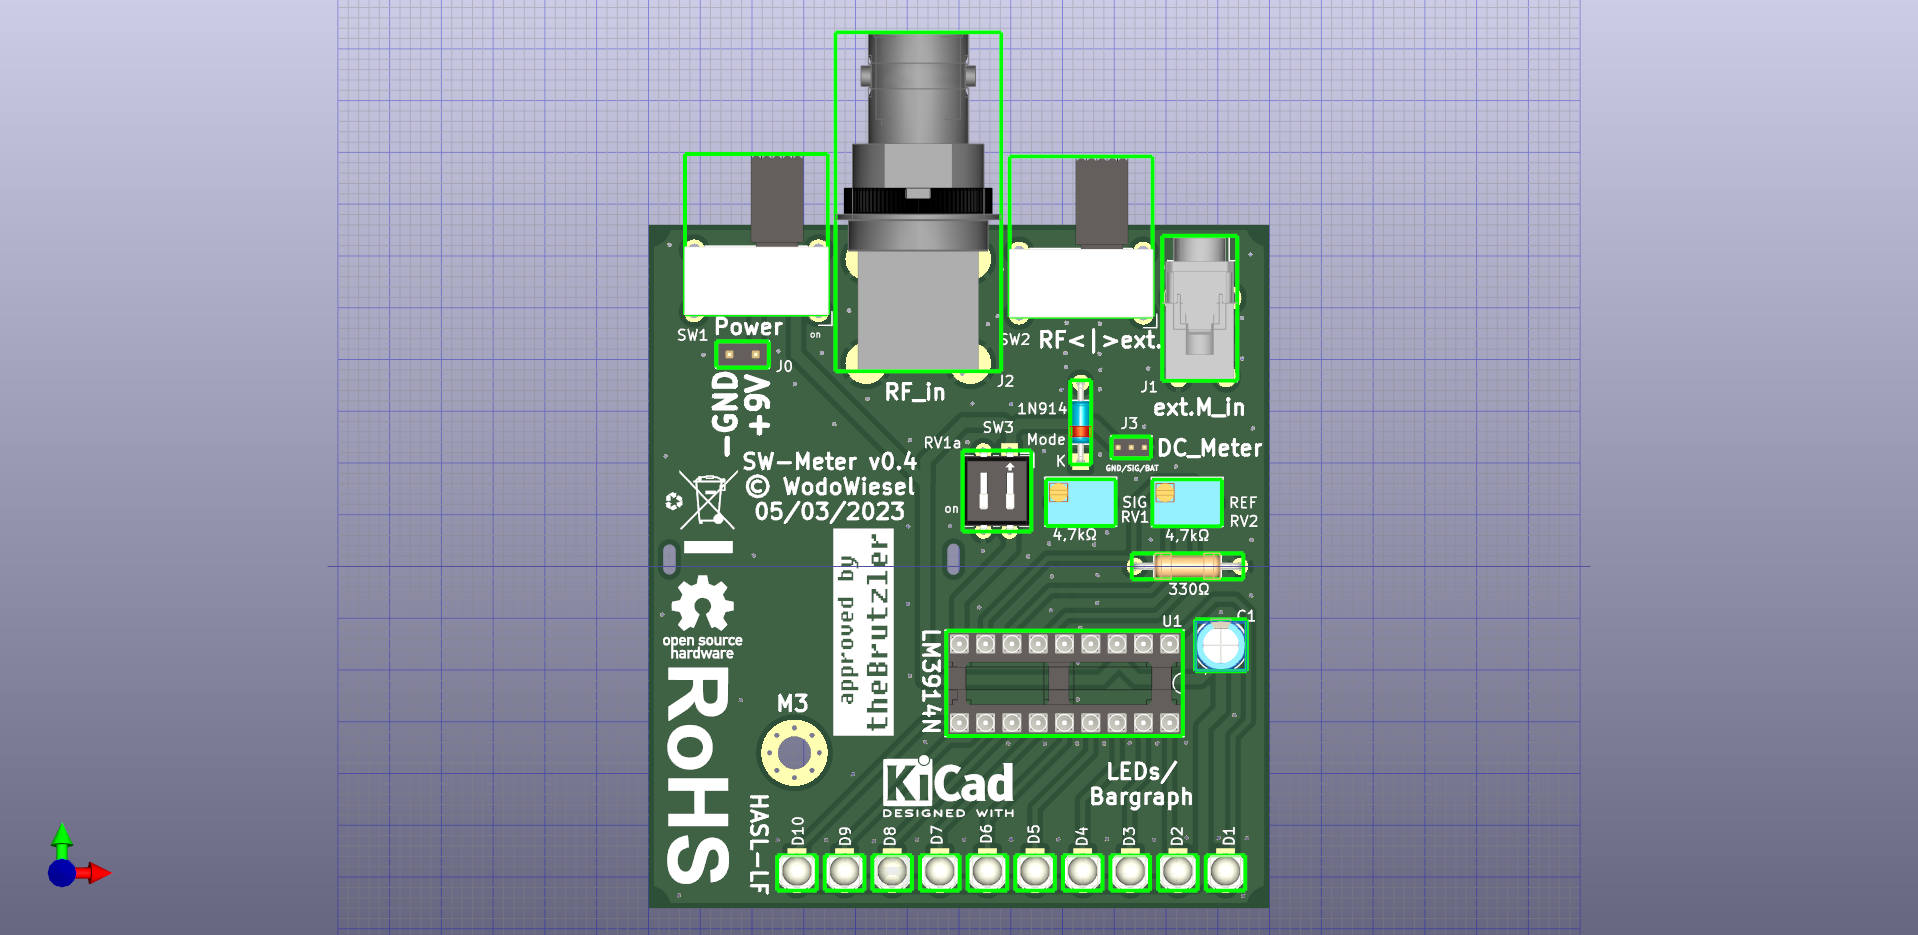 SW1
Power
on
J0
-GND
+9V
RF_in
J2
SW2
RF<|>ext.
J1
ext.M_in
1N914
Mode
K
J3
DC_Meter
GND/SIG/BAT
SW3
RV1a
on
SW-Meter v0.4
© WodoWiesel
05/03/2023
SIG
RV1
4,7kΩ
REF
RV2
4,7kΩ
330Ω
C1
U1
LM3914N
approved by
theBrutzler
open source
hardware
RoHS
M3
HASL-LF
KiCad
DESIGNED WITH
LEDs/
Bargraph
D10
D9
D8
D7
D6
D5
D4
D3
D2
D1